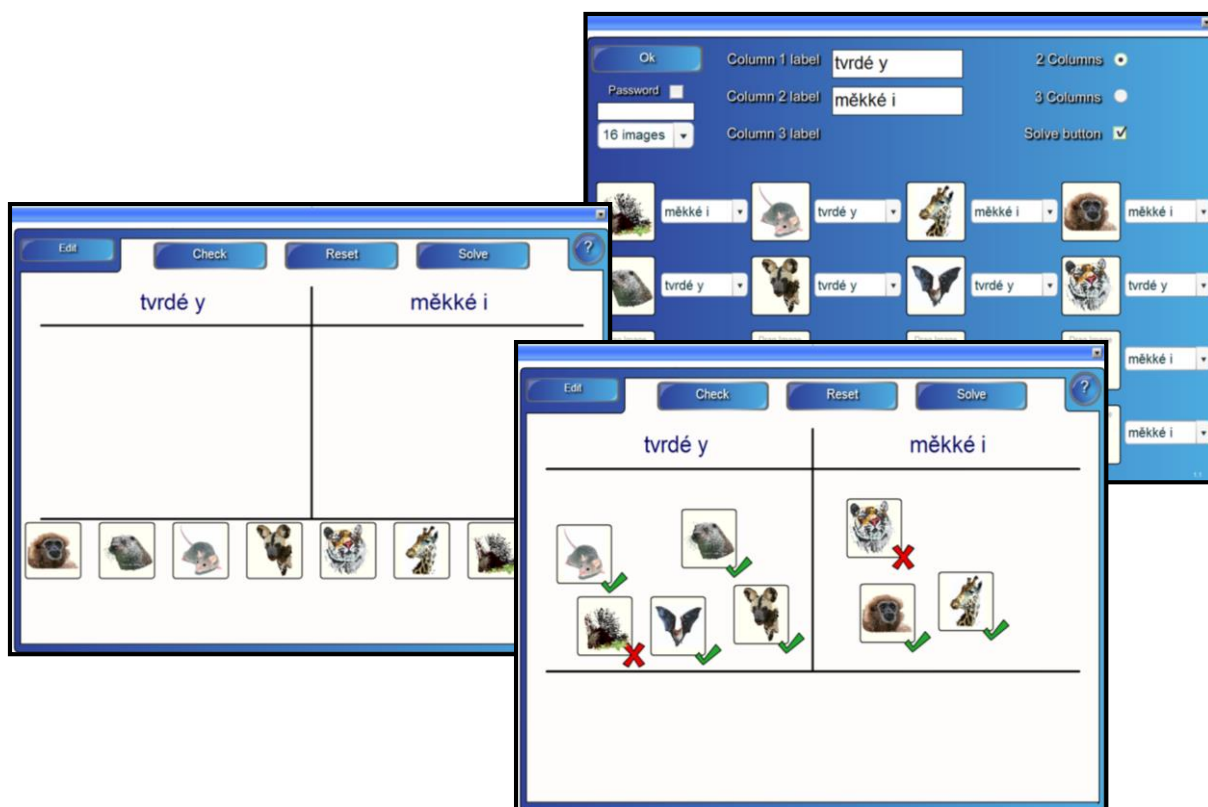 Ok
Column 1 label tvrdé y 2 Columns
Password
Column 2 label měkké i 3 Columns
16 images Column 3 label Solve button
měkké i tvrdé y měkké i měkké i
tvrdé y tvrdé y tvrdé y tvrdé y
měkké i
měkké i
1.1
Edit Check Reset Solve ?
tvrdé y měkké i
Edit Check Reset Solve ?
tvrdé y měkké i